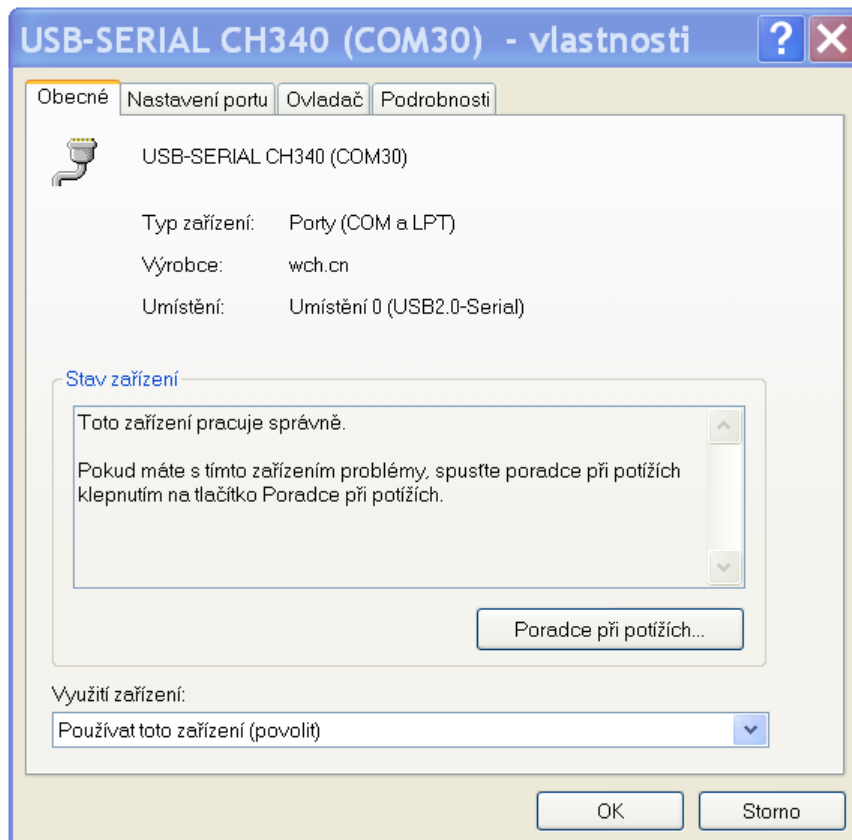 USB-SERIAL CH340 (COM30) - vlastnosti
Obecné
Nastavení portu
Ovladač
Podrobnosti
USB-SERIAL CH340 (COM30)
Typ zařízení: Porty (COM a LPT)
Výrobce: wch.cn
Umístění: Umístění 0 (USB2.0-Serial)
Stav zařízení
Toto zařízení pracuje správně.
Pokud máte s tímto zařízením problémy, spusťte poradce při potížích
klepnutím na tlačítko Poradce při potížích.
Poradce při potížích...
Využití zařízení:
Používat toto zařízení (povolit)
OK
Storno